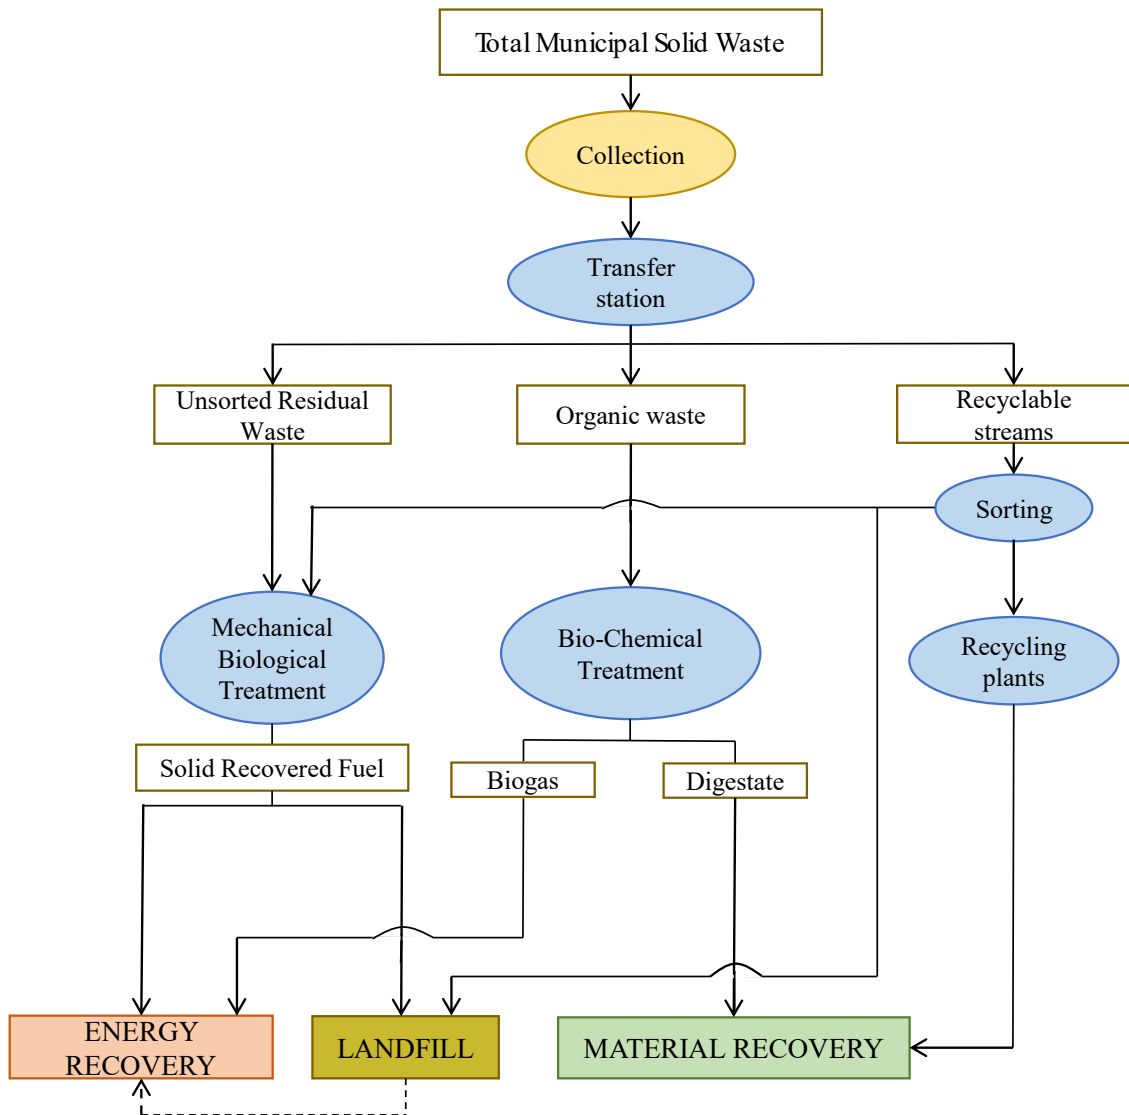 Total Municipal Solid Waste
Collection
Transfer
station
Unsorted Residual
Waste
Organic waste
Recyclable
streams
Sorting
Mechanical
Biological
Treatment
Bio-Chemical
Treatment
Recycling
plants
Solid Recovered Fuel
Biogas
Digestate
ENERGY
RECOVERY
LANDFILL
MATERIAL RECOVERY